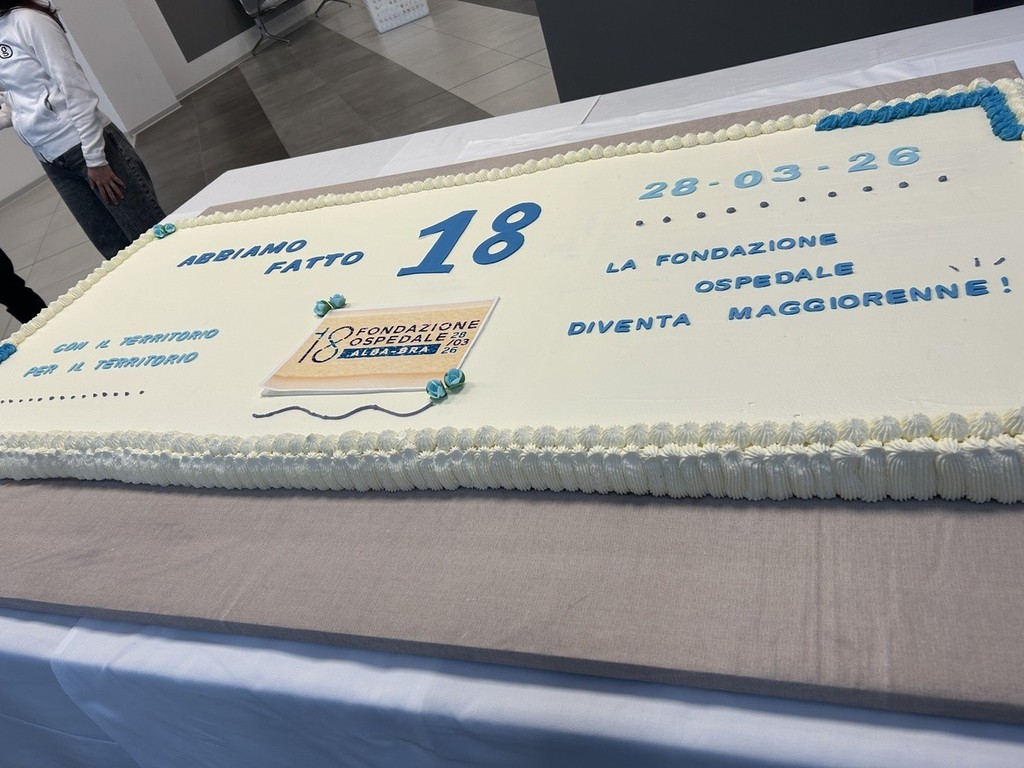 ABBIAMO
FATTO
18
28-03-26
LA FONDAZIONE
OSPEDALE
DIVENTA MAGGIORENNE!
CON IL TERRITORIO
PER IL TERRITORIO
18 FONDAZIONE
OSPEDALE
ALBA-BRA
28
/03
26